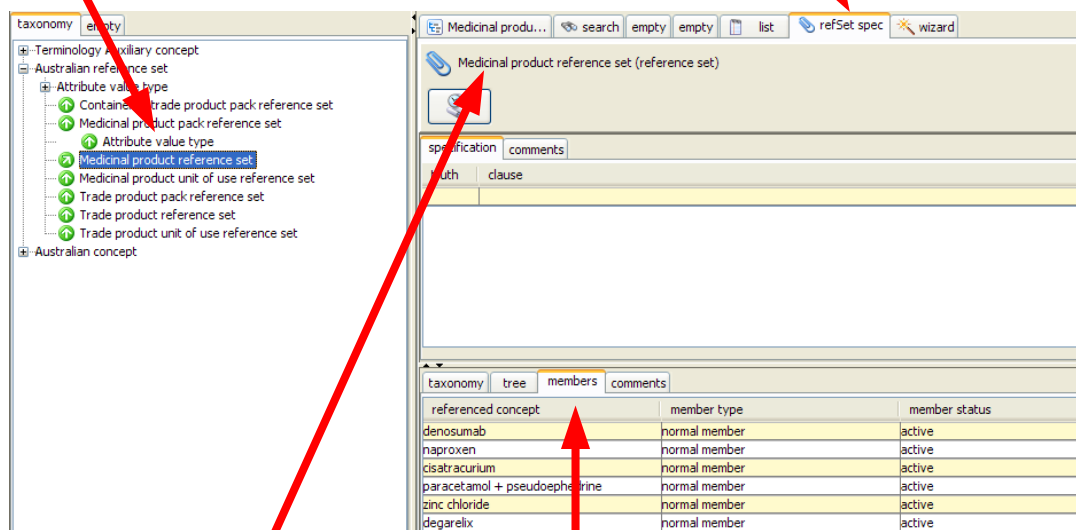 taxonomy empty
Terminology Auxiliary concept
Australian reference set
Attribute value type
Contained trade product pack reference set
Medicinal product pack reference set
Attribute value type
Medicinal product reference set
Medicinal product unit of use reference set
Trade product pack reference set
Trade product reference set
Trade product unit of use reference set
Australian concept
Medicinal produ... search empty empty list refSet spec wizard
Medicinal product reference set (reference set)
specification comments
truth clause
taxonomy tree members comments
referenced concept member type member status
denosumab normal member active
naproxen normal member active
cisatracurium normal member active
paracetamol + pseudoephedrine normal member active
zinc chloride normal member active
degarelix normal member active